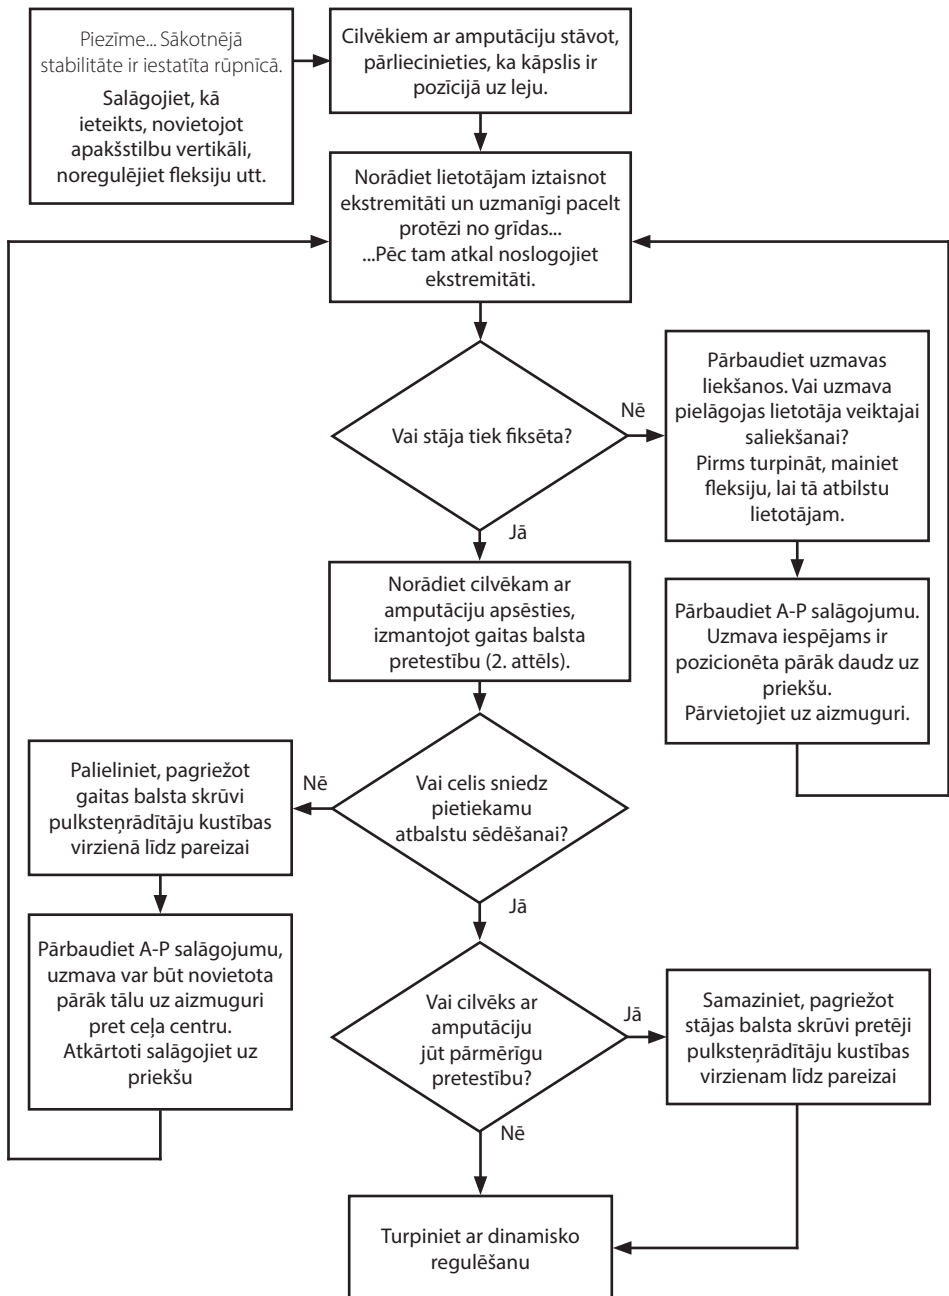 Piezīme... Sākotnējā
stabilitāte ir iestatīta rūpnīcā.
Salāgojiet, kā
ieteikts, novietojot
apakšstilbu vertikāli,
noregulējiet fleksiju utt.
Cilvēkiem ar amputāciju stāvot,
pārliecinieties, ka kāpslis ir
pozīcijā uz leju.
Norādiet lietotājam iztaisnot
ekstremitāti un uzmanīgi pacelt
protēzi no grīdas...
...Pēc tam atkal noslogojiet
ekstremitāti.
Vai stāja tiek fiksēta?
Nē
Pārbaudiet uzmavas
liekšanos. Vai uzmava
pielāgojas lietotāja veiktajai
saliekšanai?
Pirms turpināt, mainiet
fleksiju, lai tā atbilstu
lietotājam.
Jā
Norādiet cilvēkam ar
amputāciju apsēsties,
izmantojot gaitas balsta
pretestību (2. attēls).
Pārbaudiet A-P salāgojumu.
Uzmava iespējams ir
pozicionēta pārāk daudz uz
priekšu.
Pārvietojiet uz aizmuguri.
Vai celis sniedz
pietiekamu
atbalstu sēdēšanai?
Nē
Palieliniet, pagriežot
gaitas balsta skrūvi
pulksteņrādītāju kustības
virzienā līdz pareizai
Pārbaudiet A-P salāgojumu,
uzmava var būt novietota
pārāk tālu uz aizmuguri
pret ceļa centru.
Atkārtoti salāgojiet uz
priekšu
Jā
Vai cilvēks ar
amputāciju
jūt pārmērīgu
pretestību?
Jā
Samaziniet, pagriežot
stājas balsta skrūvi pretēji
pulksteņrādītāju kustības
virzienam līdz pareizai
Nē
Turpiniet ar dinamisko
regulēšanu